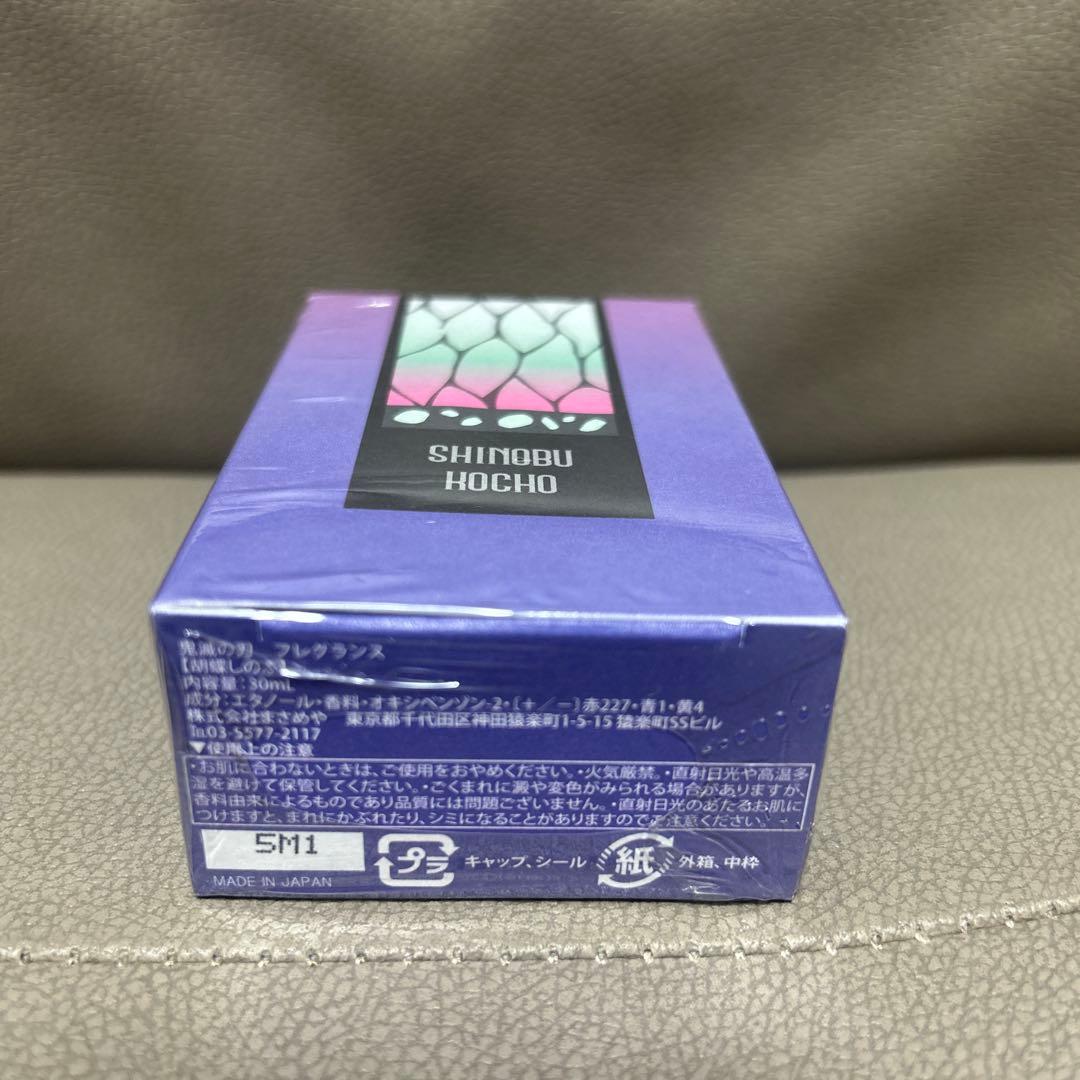 SHINOBU
KOCHO
鬼滅の刃 フレグランス
【胡蝶しのぶ】
内容量:30mL
成分:エタノール・香料・オキシベンゾン-2・[+/-]赤227・青1・黄4
株式会社まさめや 東京都千代田区神田猿楽町1-5-15 猿楽町SSビル
℡03-5577-2117
▼使用上の注意
・お肌に合わないときは、ご使用をおやめください。・火気厳禁。・直射日光や高温多
湿を避けて保管してください。・ごくまれに澱や変色がみられる場合がありますが、
香料由来によるものであり品質には問題ございません。・直射日光のあたるお肌に
つけますと、まれにかぶれたり、シミになることがありますのでご注意ください。
5M1
プラ キャップ、シール
紙 外箱、中枠
MADE IN JAPAN